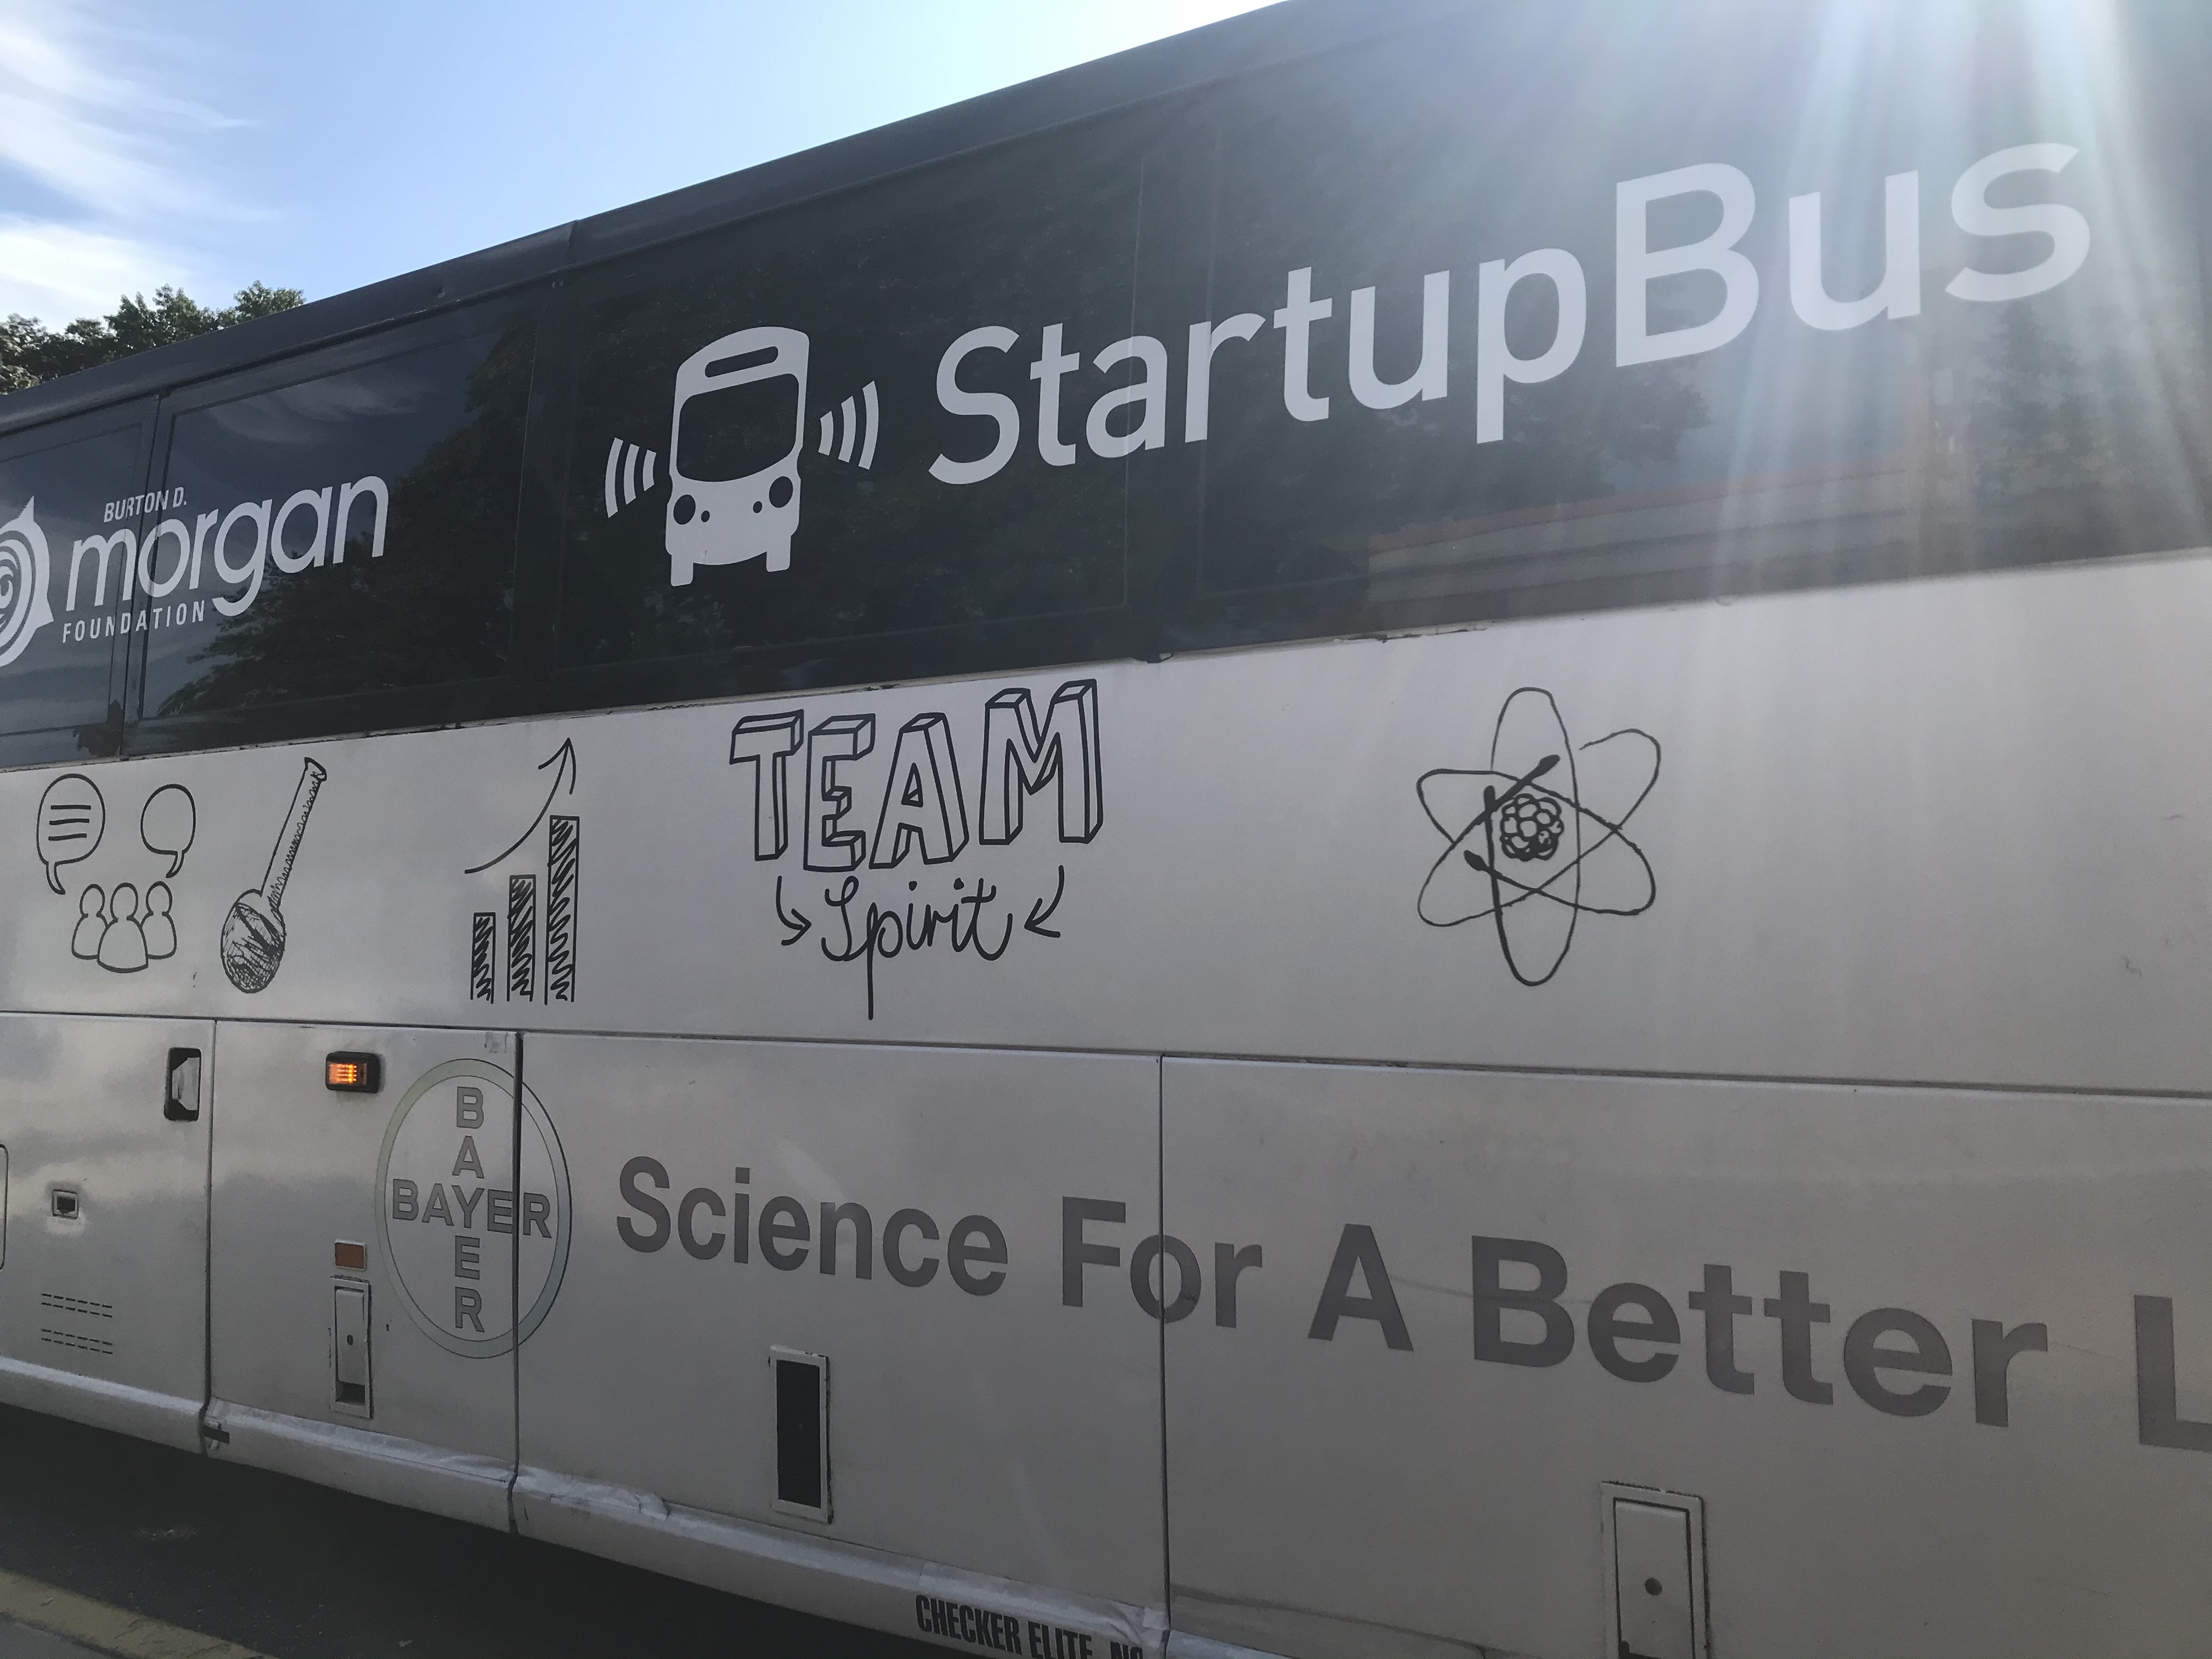 StartupBus
BURTON D.
morgan
FOUNDATION
TEAM
Spirit
BAYER
BAYER
Science For A Better L
CHECKER ELITE